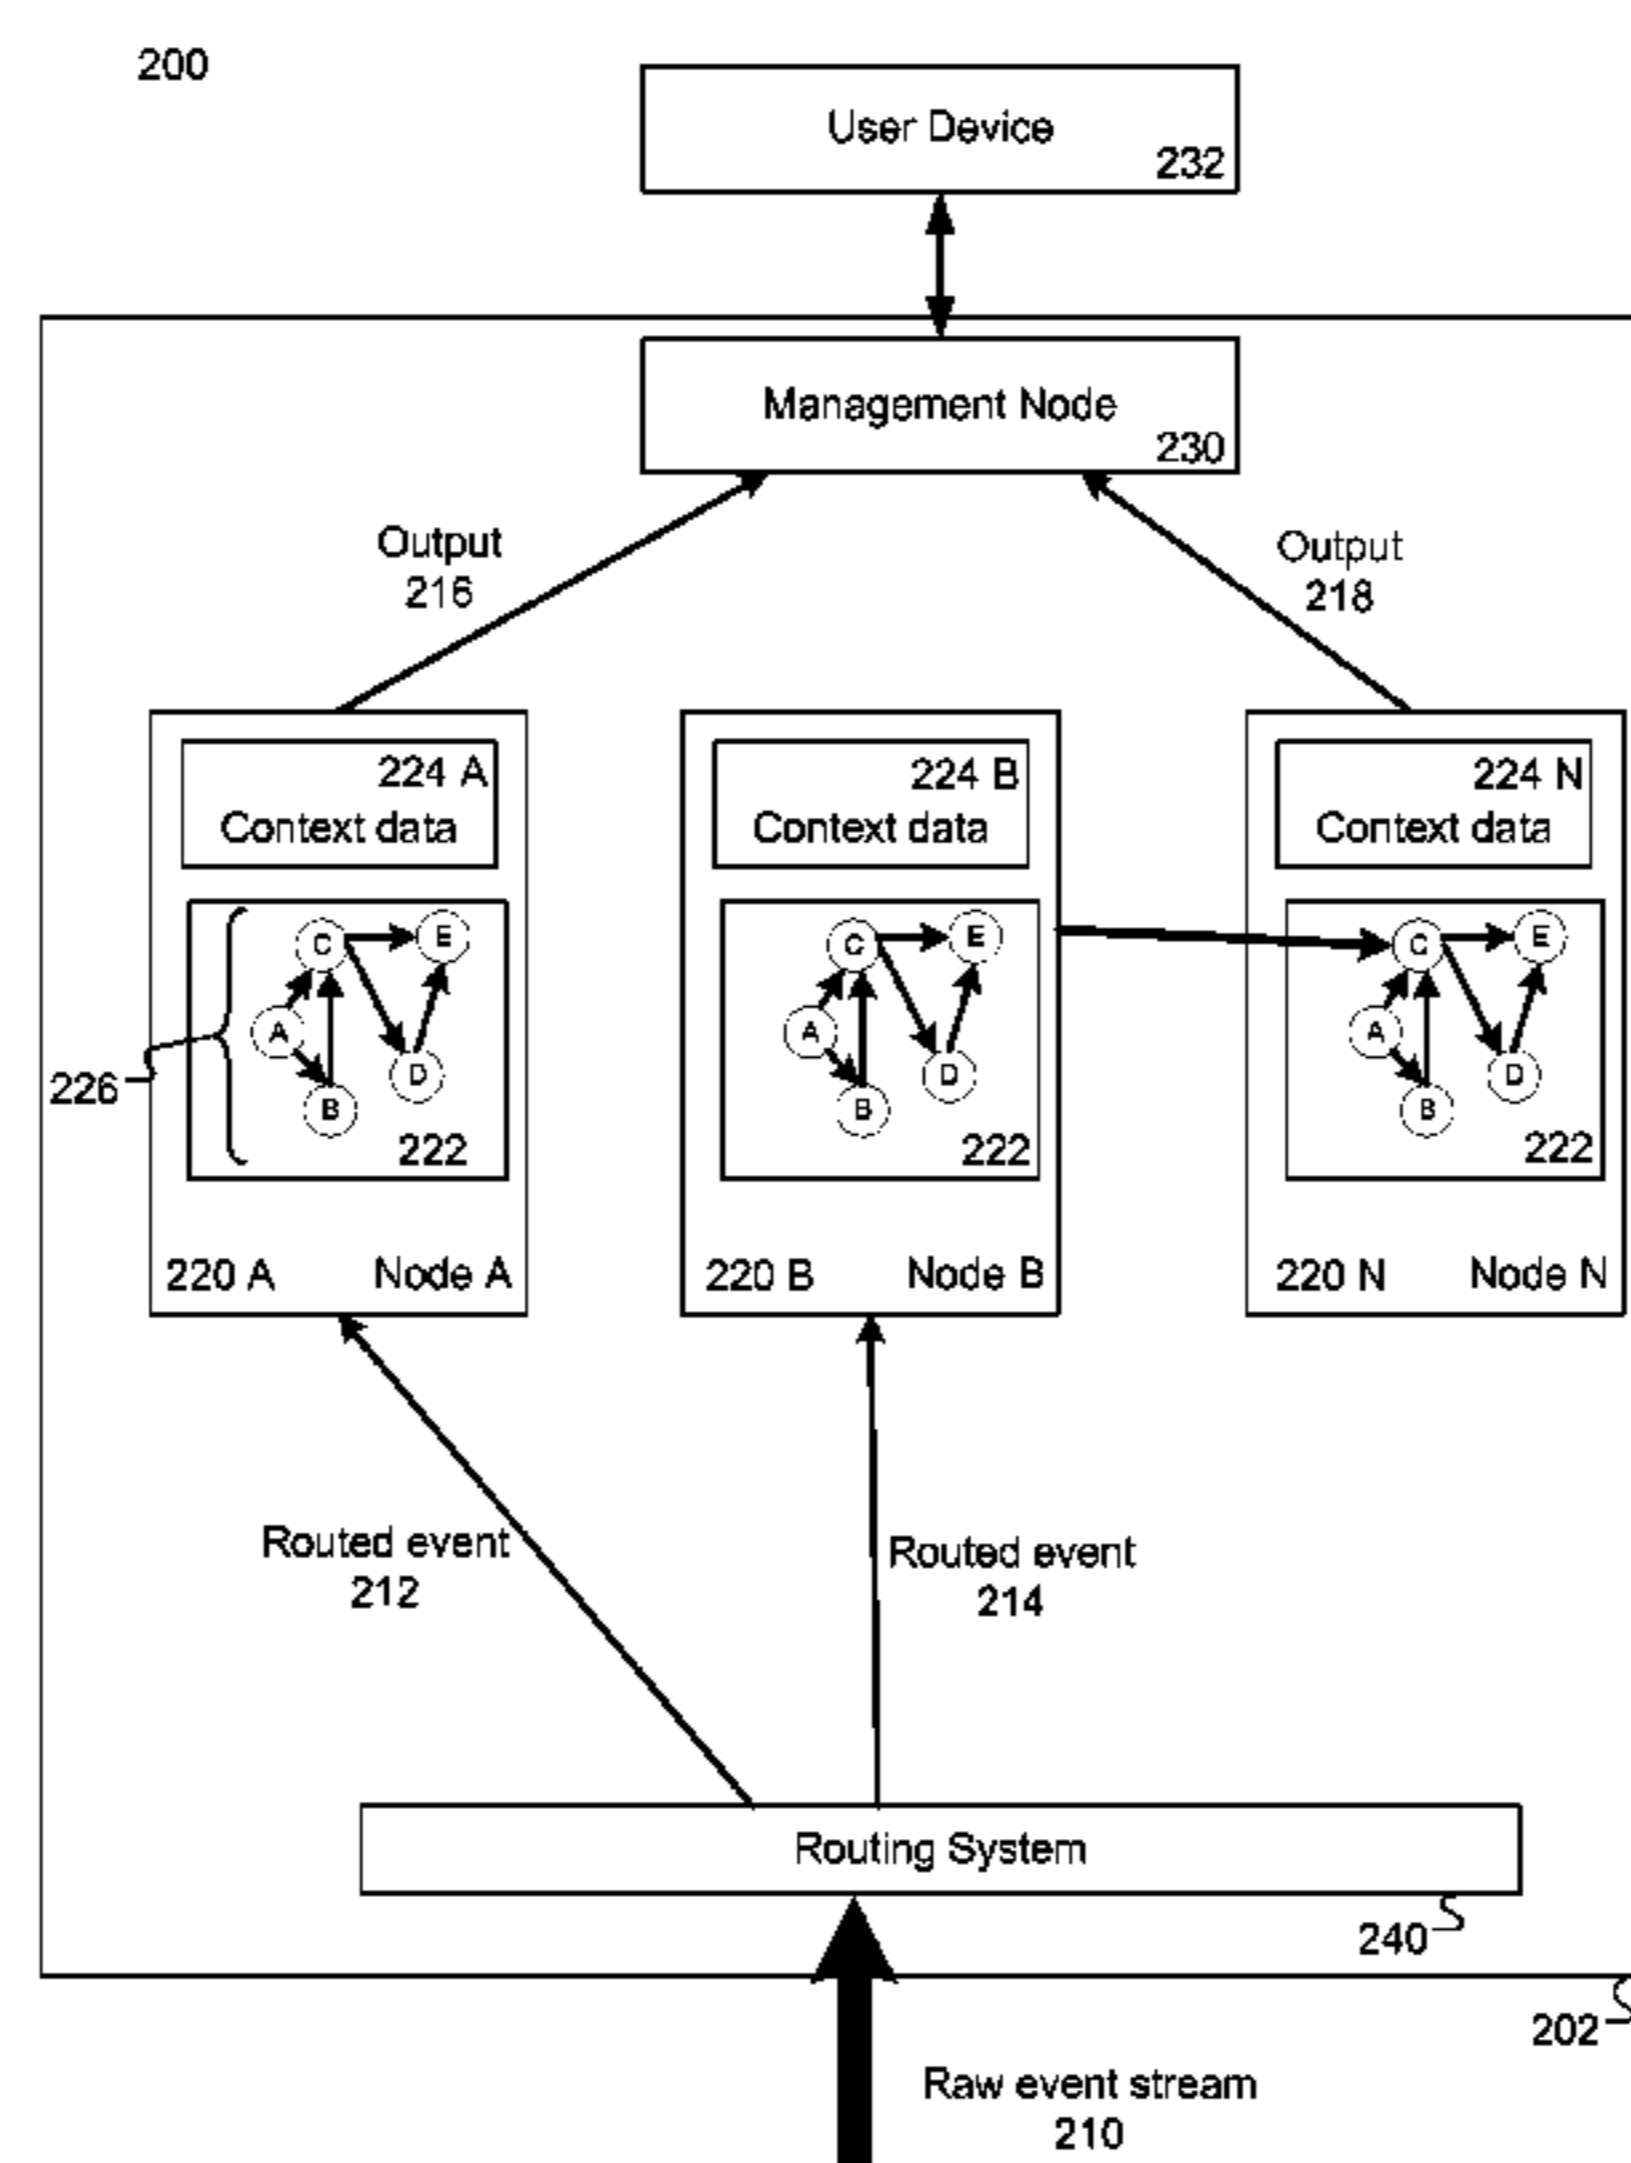 200
User Device
232
Management Node
230
Output
216
Output
218
224 A
Context data
224 B
Context data
224 N
Context data
C
E
A
D
B
222
226
C
E
A
D
B
222
C
E
A
D
B
222
220 A
Node A
220 B
Node B
220 N
Node N
Routed event
212
Routed event
214
Routing System
240
202
Raw event stream
210